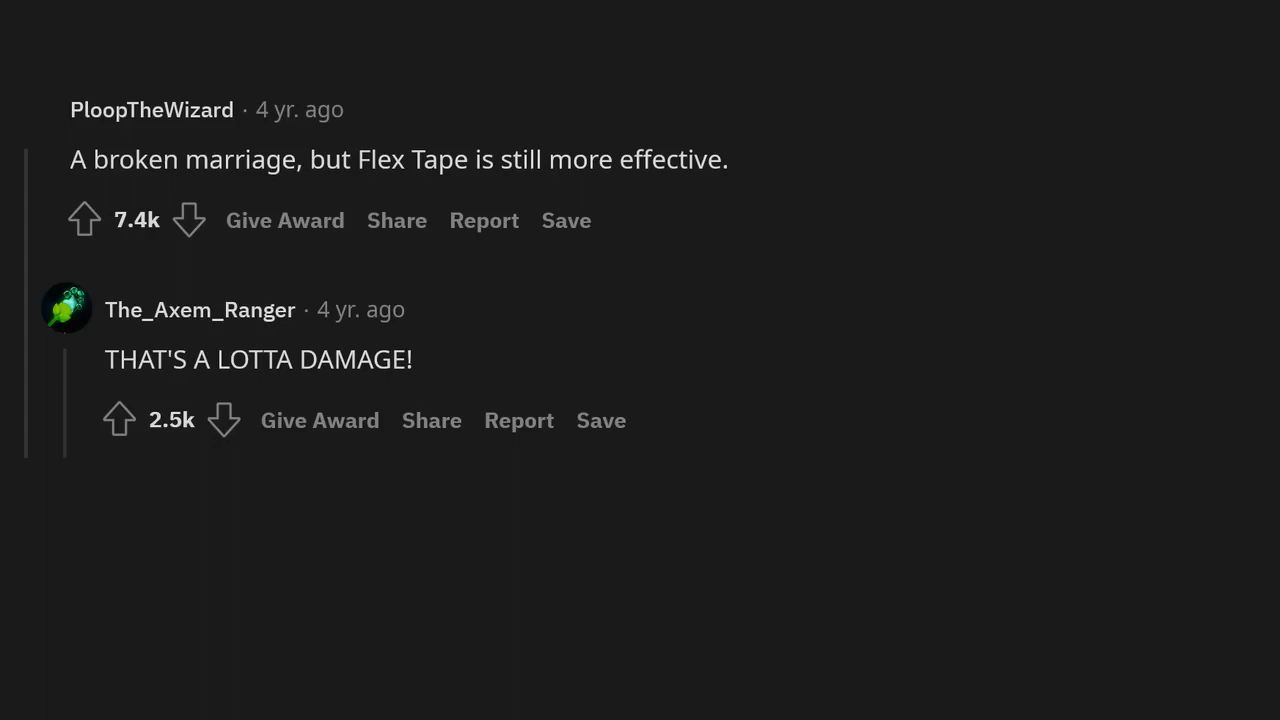 PloopTheWizard · 4 yr. ago
A broken marriage, but Flex Tape is still more effective.
7.4k Give Award Share Report Save
The_Axem_Ranger · 4 yr. ago
THAT'S A LOTTA DAMAGE!
2.5k Give Award Share Report Save